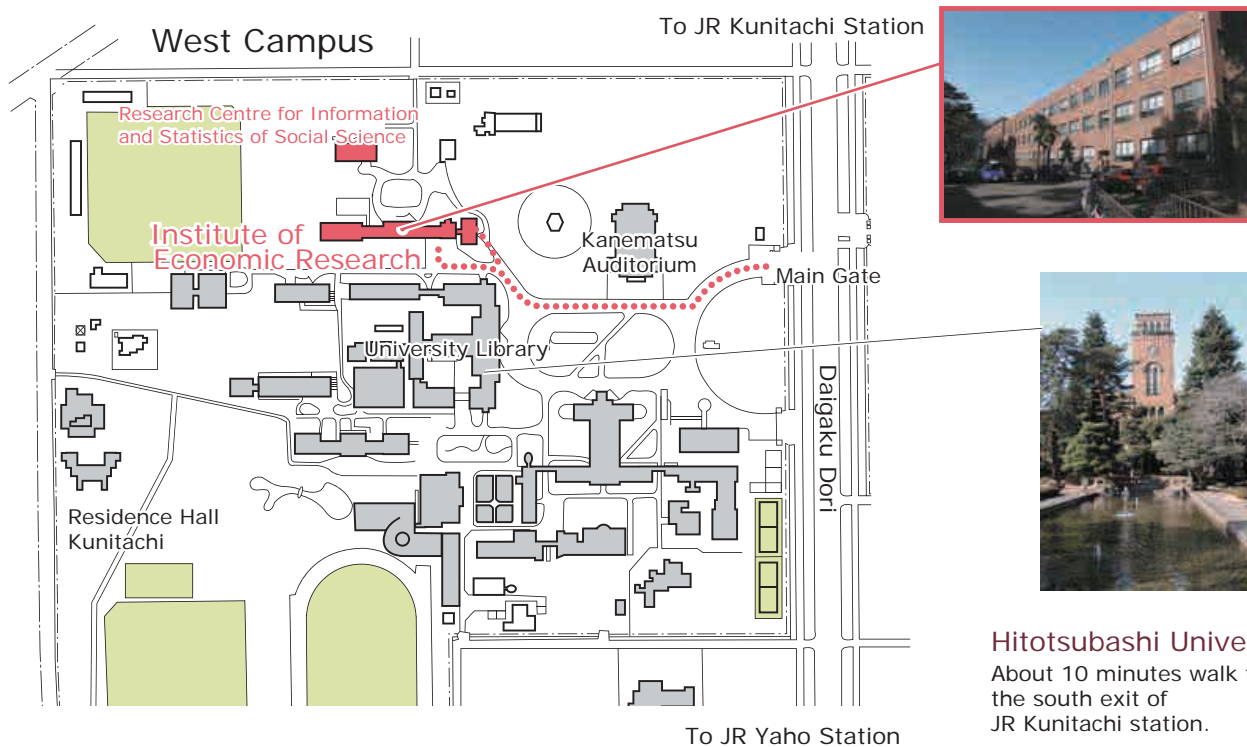 West Campus
To JR Kunitachi Station
Research Centre for Information
and Statistics of Social Science
Institute of
Economic Research
Kanematsu
Auditorium
Main Gate
University Library
Daigaku Dori
Residence Hall
Kunitachi
Hitotsubashi
About 10 minutes walk
the south exit of
JR Kunitachi station.
To JR Yaho Station